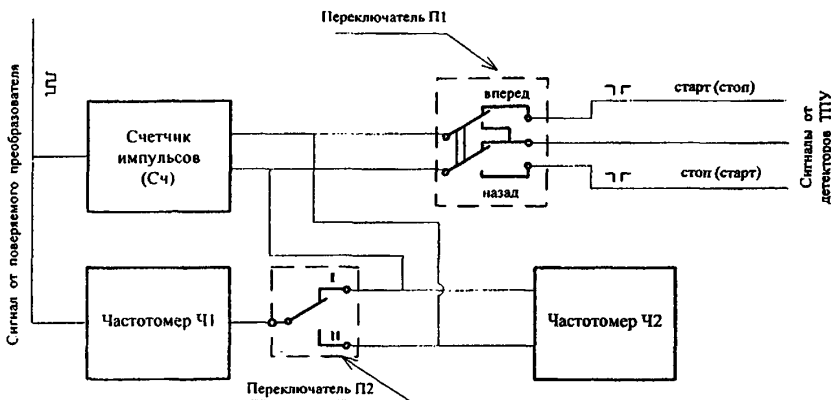 Переключатель П1
вперед
назад
старт (стоп)
стоп (старт)
Сигналы от
детекторов ТПУ
Сигнал от поверяемого преобразователя
Счетчик
импульсов
(Сч)
Частотомер Ч1
I
II
Частотомер Ч2
Переключатель П2